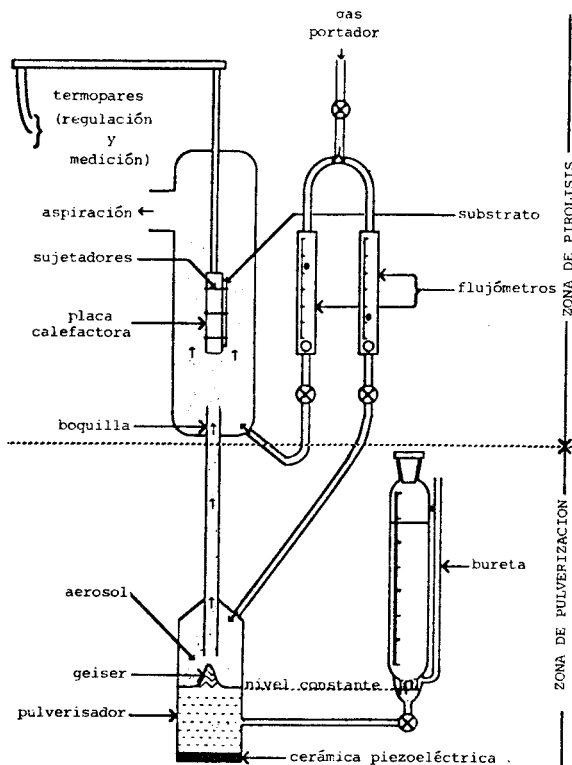 gas
portador
termopares
(regulación
y
medición)
aspiración
substrato
sujetadores
flujómetros
placa
calefactora
boquilla
ZONA DE PIROLISIS
aerosol
bureta
geiser
nivel constante
pulverisador
cerámica piezoeléctrica .
ZONA DE PULVERIZACION